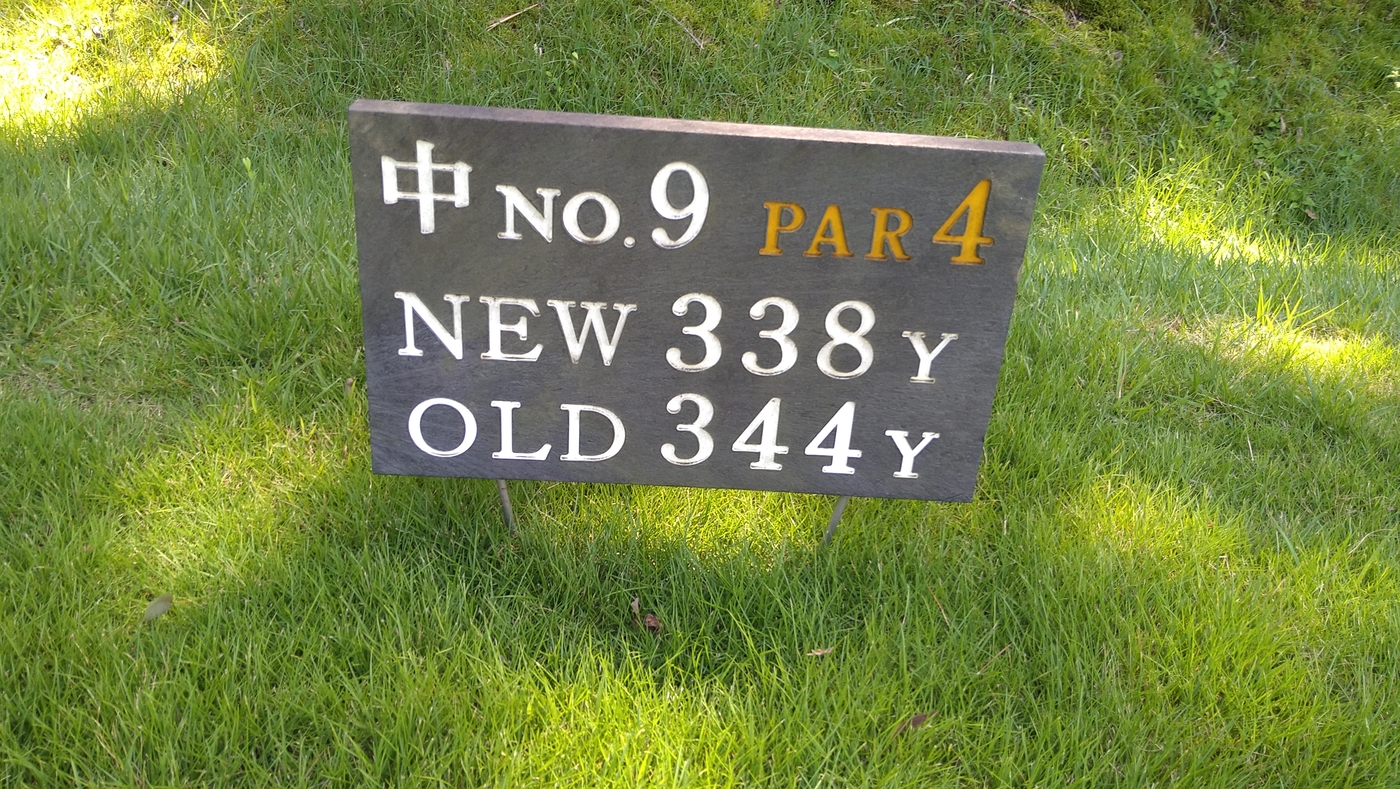 中 NO.9 PAR 4
NEW 338 Y
OLD 344 Y